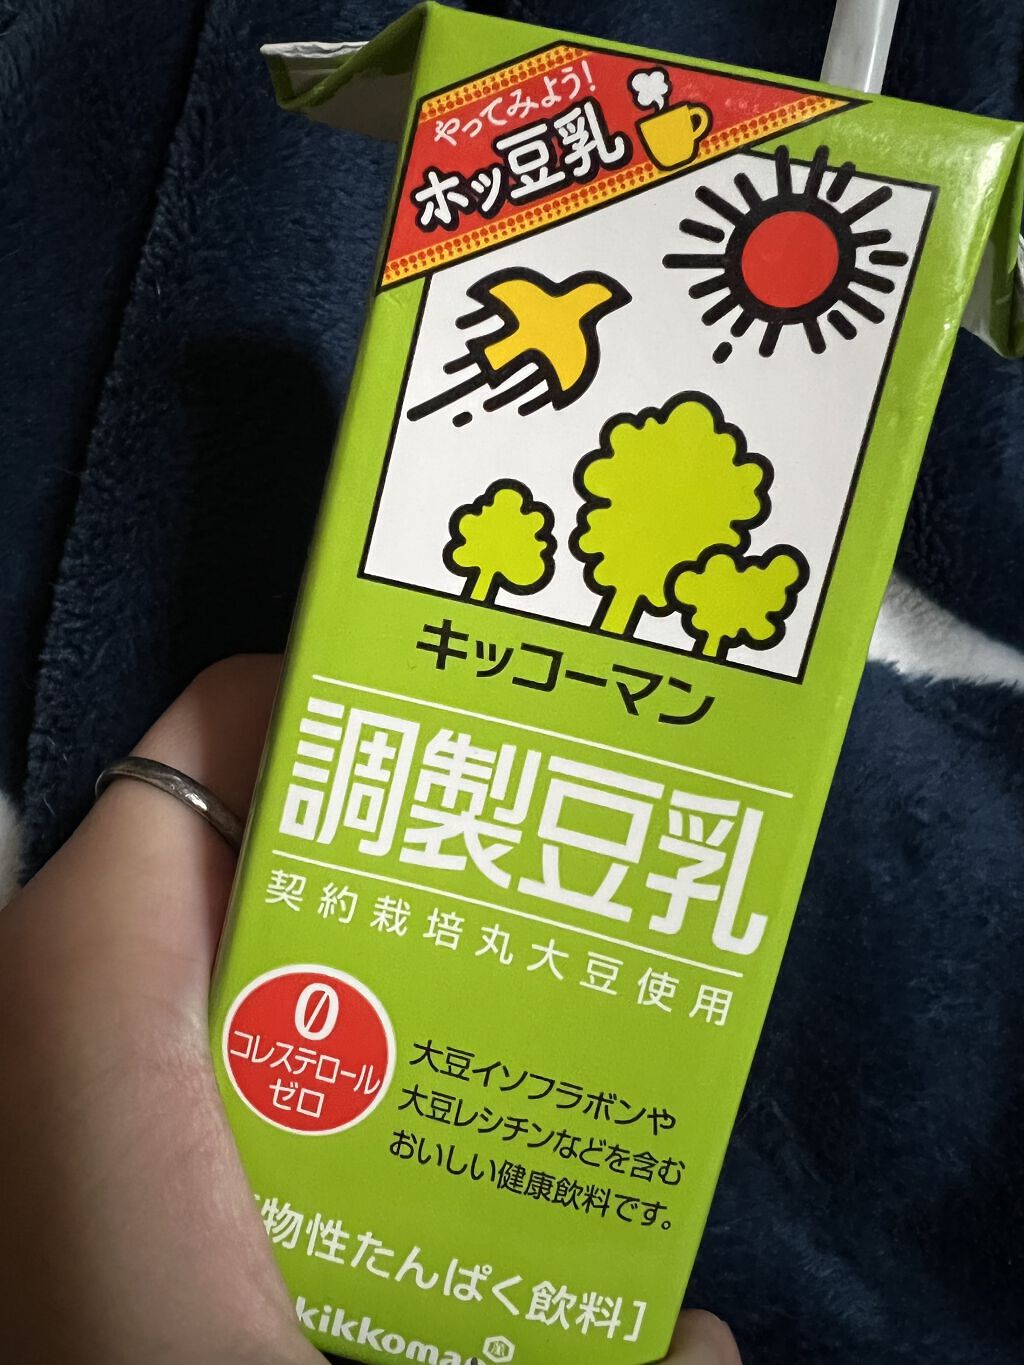 やってみよう!
ホッ豆乳
キッコーマン
調製豆乳
契約栽培丸大豆使用
0
コレステロール
ゼロ
大豆イソフラボンや
大豆レシチンなどを含む
おいしい健康飲料です。
物性たんぱく飲料]
kikkoma